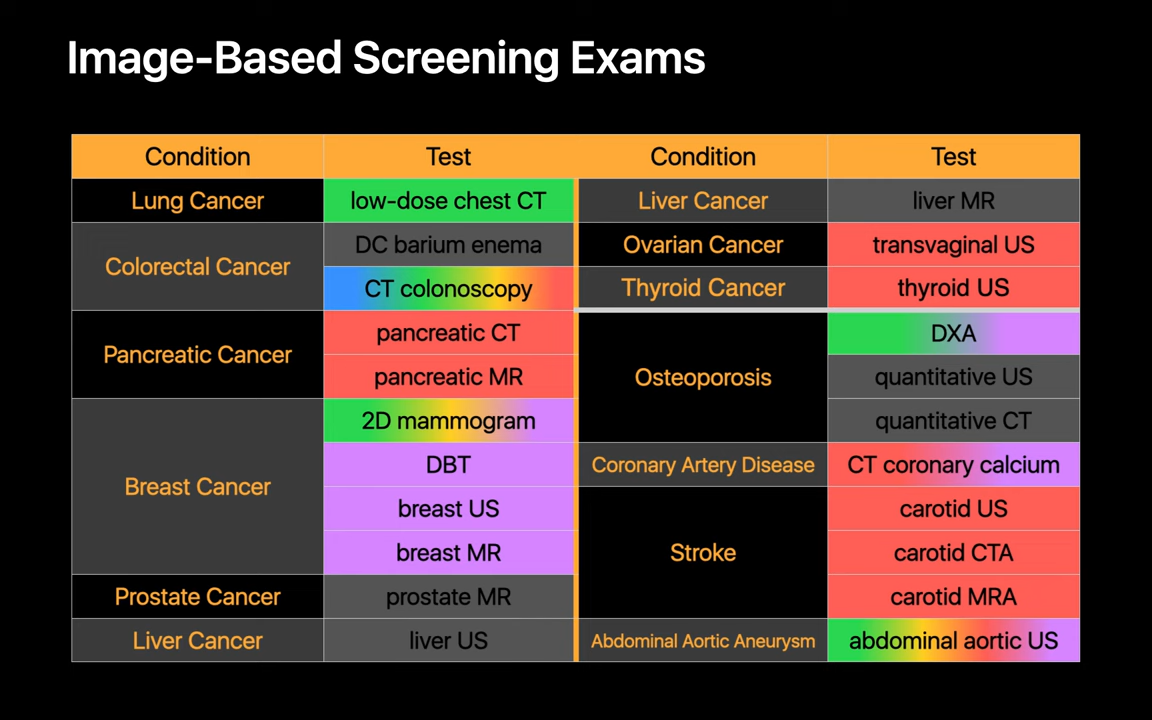 Image-Based Screening Exams
Condition Test Condition Test
Lung Cancer low-dose chest CT Liver Cancer liver MR
Colorectal Cancer DC barium enema Ovarian Cancer transvaginal US
CT colonoscopy Thyroid Cancer thyroid US
Pancreatic Cancer pancreatic CT Osteoporosis DXA
pancreatic MR quantitative US
Breast Cancer 2D mammogram quantitative CT
DBT Coronary Artery Disease CT coronary calcium
breast US Stroke carotid US
breast MR carotid CTA
Prostate Cancer prostate MR carotid MRA
Liver Cancer liver US Abdominal Aortic Aneurysm abdominal aortic US